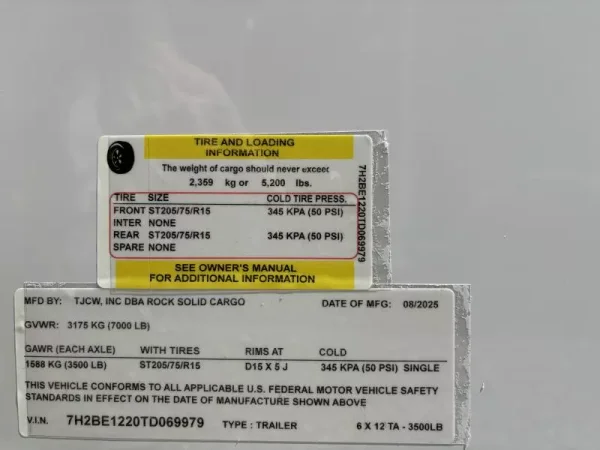 TIRE AND LOADING
INFORMATION
The weight of cargo should never exceed
2,359 kg or 5,200 lbs.
TIRE SIZE COLD TIRE PRESS.
FRONT ST205/75/R15 345 KPA (50 PSI)
INTER NONE
REAR ST205/75/R15 345 KPA (50 PSI)
SPARE NONE
SEE OWNER'S MANUAL
FOR ADDITIONAL INFORMATION
7H2BE1220TD069979
MFD BY: TJCW, INC DBA ROCK SOLID CARGO DATE OF MFG: 08/2025
GVWR: 3175 KG (7000 LB)
GAWR (EACH AXLE) WITH TIRES RIMS AT COLD
1588 KG (3500 LB) ST205/75/R15 D15 X 5 J 345 KPA (50 PSI) SINGLE
THIS VEHICLE CONFORMS TO ALL APPLICABLE U.S. FEDERAL MOTOR VEHICLE SAFETY
STANDARDS IN EFFECT ON THE DATE OF MANUFACTURE SHOWN ABOVE
V.I.N. 7H2BE1220TD069979 TYPE : TRAILER 6 X 12 TA - 3500LB